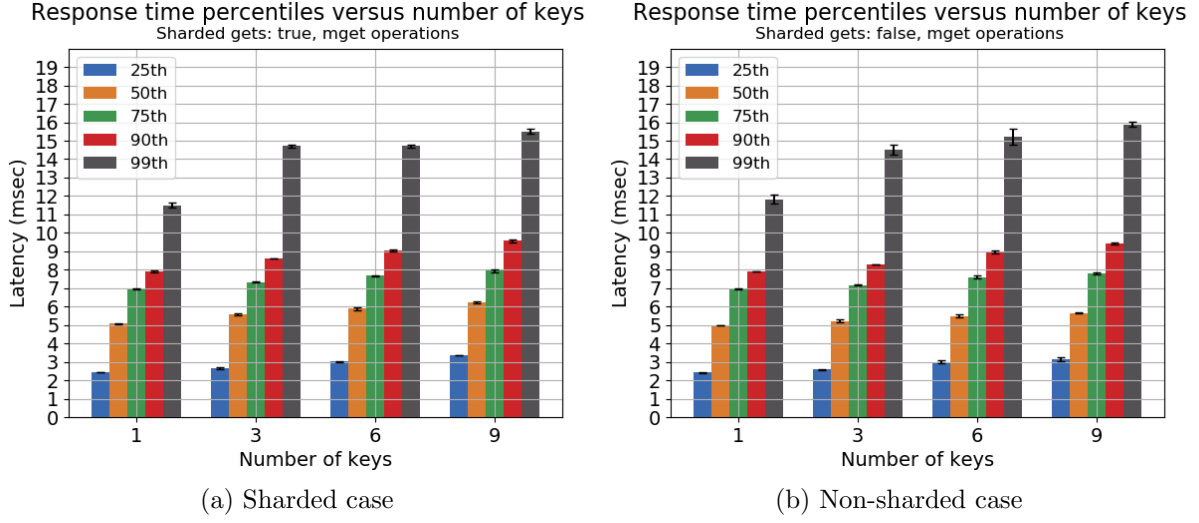 Response time percentiles versus number of keys
Sharded gets: true, mget operations
19
18
17
16
15
14
13
12
11
10
9
8
7
6
5
4
3
2
1
0
Latency (msec)
25th
50th
75th
90th
99th
1 3 6 9
Number of keys
(a) Sharded case
Response time percentiles versus number of keys
Sharded gets: false, mget operations
19
18
17
16
15
14
13
12
11
10
9
8
7
6
5
4
3
2
1
0
Latency (msec)
25th
50th
75th
90th
99th
1 3 6 9
Number of keys
(b) Non-sharded case